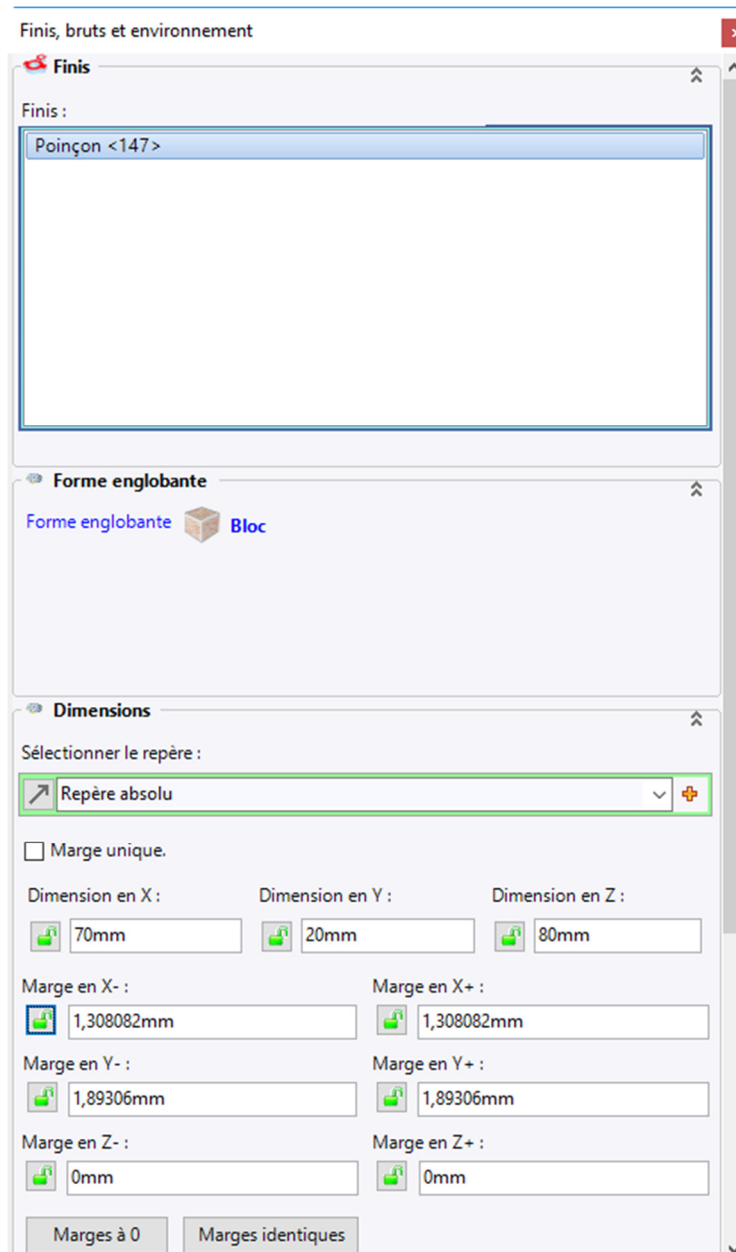 Finis, bruts et environnement
Finis
Finis :
Poinçon <147>
Forme englobante
Forme englobante Bloc
Dimensions
Sélectionner le repère :
Repère absolu
Marge unique.
Dimension en X : Dimension en Y : Dimension en Z :
70mm 20mm 80mm
Marge en X- : Marge en X+ :
1,308082mm 1,308082mm
Marge en Y- : Marge en Y+ :
1,89306mm 1,89306mm
Marge en Z- : Marge en Z+ :
0mm 0mm
Marges à 0 Marges identiques